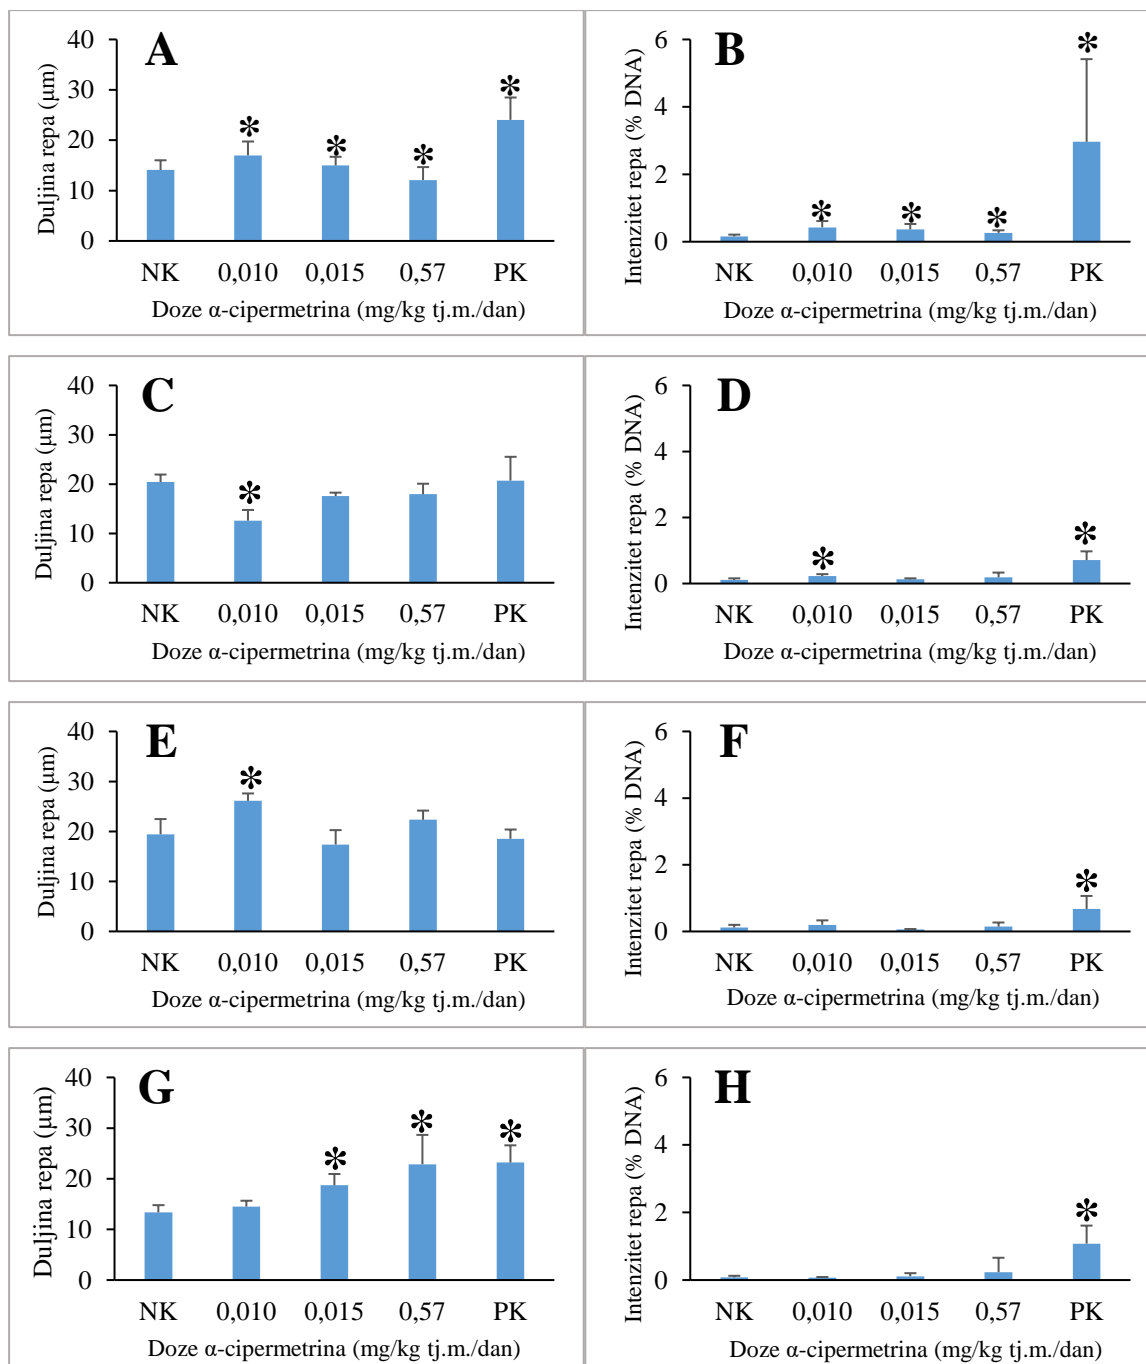 A
Duljina repa (μm)
40
30
20
10
0
* * * *
NK 0,010 0,015 0,57 PK
Doze α-cipermetrina (mg/kg tj.m./dan)
B
Intenzitet repa (% DNA)
6
4
2
0
* * * *
NK 0,010 0,015 0,57 PK
Doze α-cipermetrina (mg/kg tj.m./dan)
C
Duljina repa (μm)
40
30
20
10
0
*
NK 0,010 0,015 0,57 PK
Doze α-cipermetrina (mg/kg tj.m./dan)
D
Intenzitet repa (% DNA)
6
4
2
0
* *
NK 0,010 0,015 0,57 PK
Doze α-cipermetrina (mg/kg tj.m./dan)
E
Duljina repa (μm)
40
30
20
10
0
*
NK 0,010 0,015 0,57 PK
Doze α-cipermetrina (mg/kg tj.m./dan)
F
Intenzitet repa (% DNA)
6
4
2
0
*
NK 0,010 0,015 0,57 PK
Doze α-cipermetrina (mg/kg tj.m./dan)
G
Duljina repa (μm)
40
30
20
10
0
* * *
NK 0,010 0,015 0,57 PK
Doze α-cipermetrina (mg/kg tj.m./dan)
H
Intenzitet repa (% DNA)
6
4
2
0
*
NK 0,010 0,015 0,57 PK
Doze α-cipermetrina (mg/kg tj.m./dan)